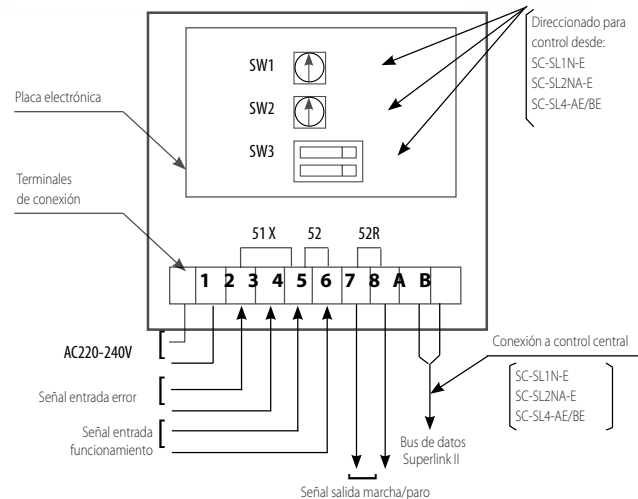 Direccionado para
control desde:
SC-SL1N-E
SC-SL2NA-E
SC-SL4-AE/BE
SW1
SW2
SW3
Placa electrónica
Terminales
de conexión
51 X 52 52R
1 2 3 4 5 6 7 8 A B
AC220-240V
Señal entrada error
Señal entrada
funcionamiento
Conexión a control central
SC-SL1N-E
SC-SL2NA-E
SC-SL4-AE/BE
Bus de datos
Superlink II
Señal salida marcha/paro